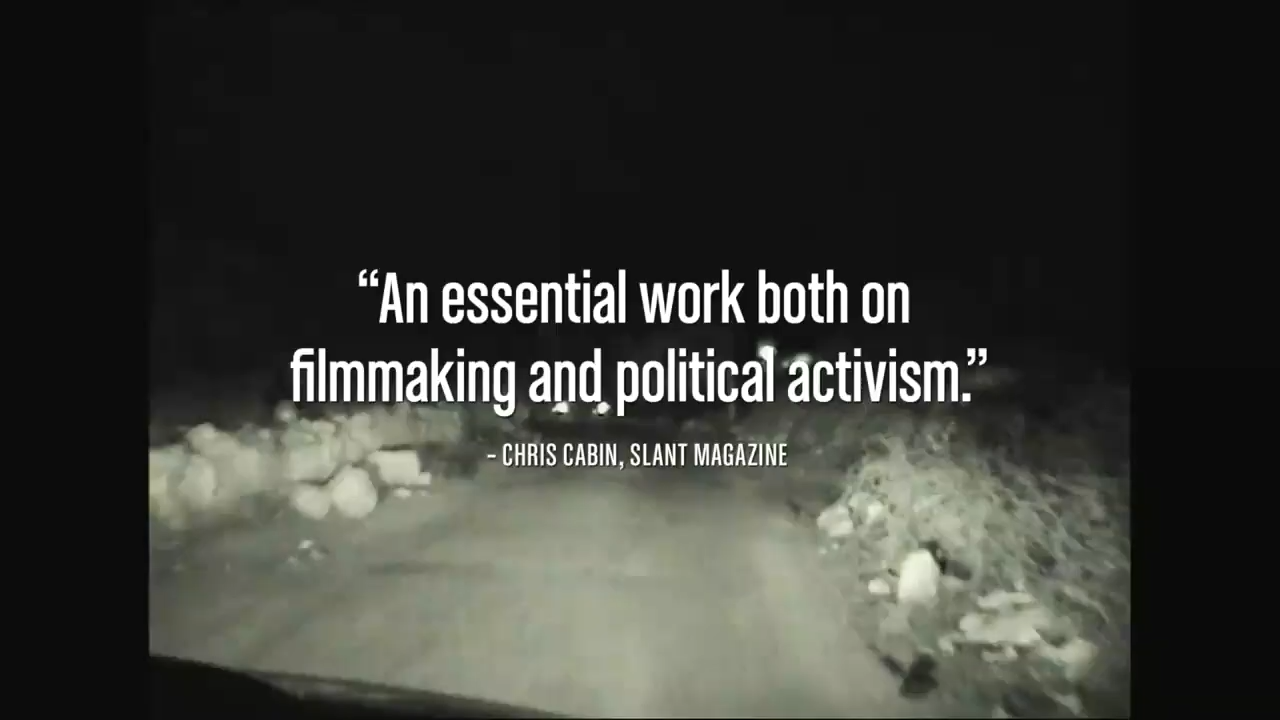 “An essential work both on
filmmaking and political activism.”
– CHRIS CABIN, SLANT MAGAZINE